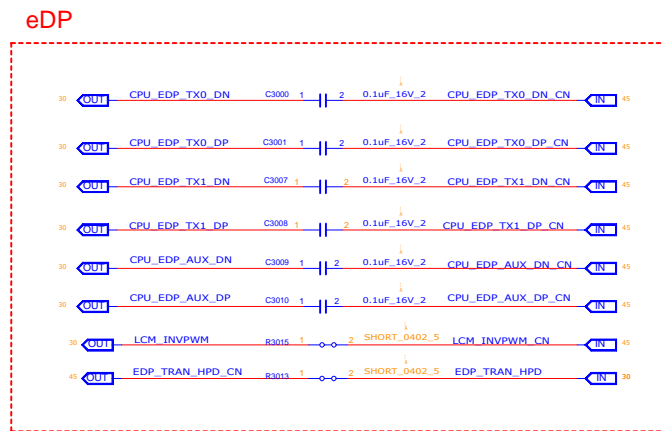 eDP
30 OUT CPU_EDP_TX0_DN C3000 1 2 0.1uF_16V_2 CPU_EDP_TX0_DN_CN IN 45
30 OUT CPU_EDP_TX0_DP C3001 1 2 0.1uF_16V_2 CPU_EDP_TX0_DP_CN IN 45
30 OUT CPU_EDP_TX1_DN C3007 1 2 0.1uF_16V_2 CPU_EDP_TX1_DN_CN IN 45
30 OUT CPU_EDP_TX1_DP C3008 1 2 0.1uF_16V_2 CPU_EDP_TX1_DP_CN IN 45
30 OUT CPU_EDP_AUX_DN C3009 1 2 0.1uF_16V_2 CPU_EDP_AUX_DN_CN IN 45
30 OUT CPU_EDP_AUX_DP C3010 1 2 0.1uF_16V_2 CPU_EDP_AUX_DP_CN IN 45
30 OUT LCM_INVPWM R3015 1 2 SHORT_0402_5 LCM_INVPWM_CN IN 45
45 OUT EDP_TRAN_HPD_CN R3013 1 2 SHORT_0402_5 EDP_TRAN_HPD IN 30